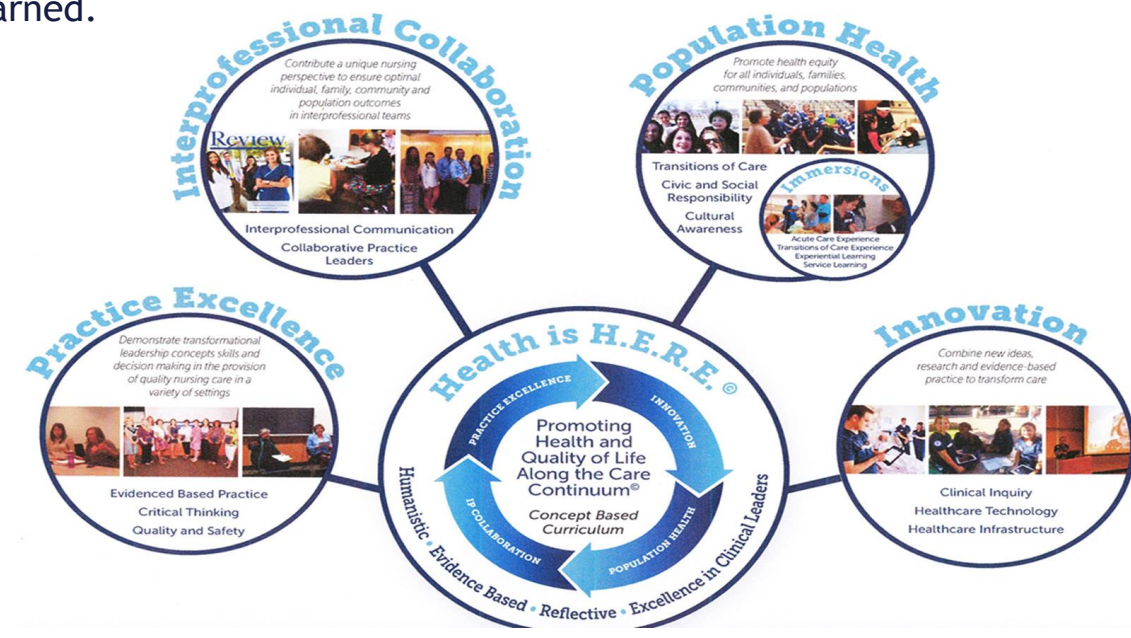 arned.
Interprofessional Collaboration
Contribute a unique nursing
perspective to ensure optimal
individual, family, community and
population outcomes
in interprofessional teams
Review
Interprofessional Communication
Collaborative Practice
Leaders
Population Health
Promote health equity
for all individuals, families,
communities, and populations
Transitions of Care
Civic and Social
Responsibility
Cultural
Awareness
Immersions
Acute Care Experience
Transitions of Care Experience
Experiential Learning
Service Learning
Practice Excellence
Demonstrate transformational
leadership concepts skills and
decision making in the provision
of quality nursing care in a
variety of settings
Evidenced Based Practice
Critical Thinking
Quality and Safety
Health is H.E.R.E. ©
PRACTICE EXCELLENCE
INNOVATION
POPULATION HEALTH
IP COLLABORATION
Promoting
Health and
Quality of Life
Along the Care
Continuum©
Concept Based
Curriculum
Humanistic • Evidence Based • Reflective • Excellence in Clinical Leaders
Innovation
Combine new ideas,
research and evidence-based
practice to transform care
Clinical Inquiry
Healthcare Technology
Healthcare Infrastructure